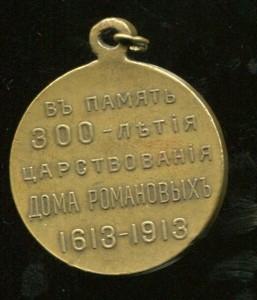 ВЪ ПАМЯТЬ
300-ЛѢТІЯ
ЦАРСТВОВАНІЯ
ДОМА РОМАНОВЫХЪ
1613-1913